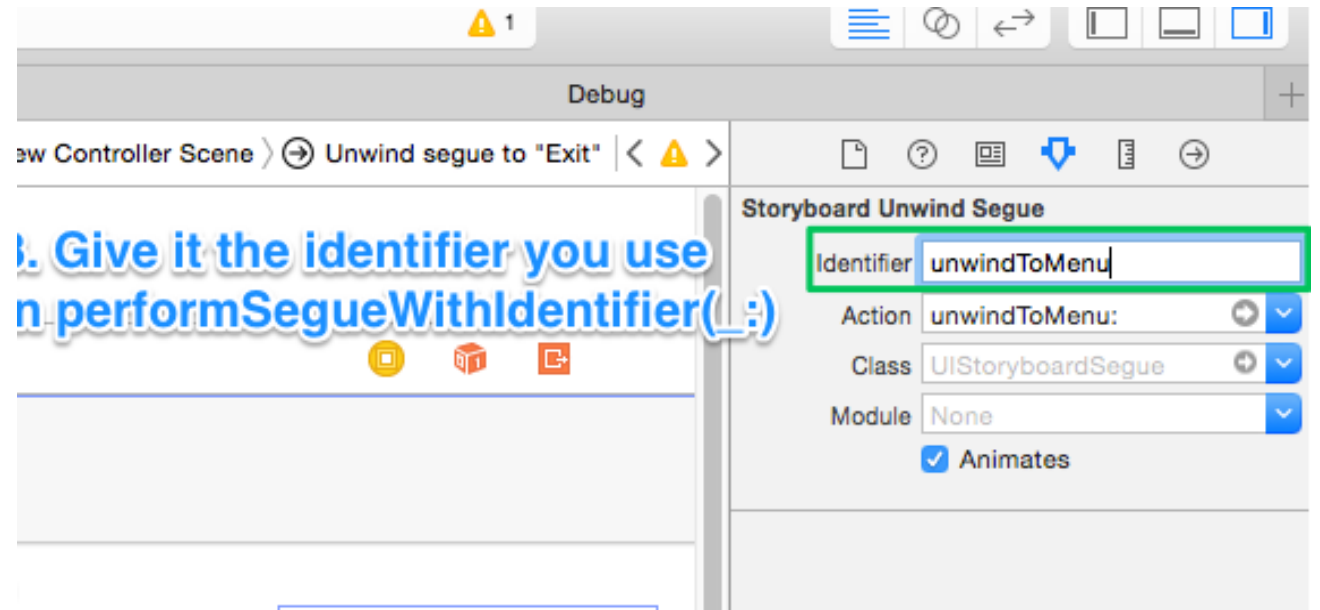 1
Debug
ew Controller Scene 〉 Unwind segue to "Exit"
Storyboard Unwind Segue
3. Give it the identifier you use
n performSegueWithIdentifier(_:)
Identifier unwindToMenu
Action unwindToMenu:
Class UIStoryboardSegue
Module None
Animates